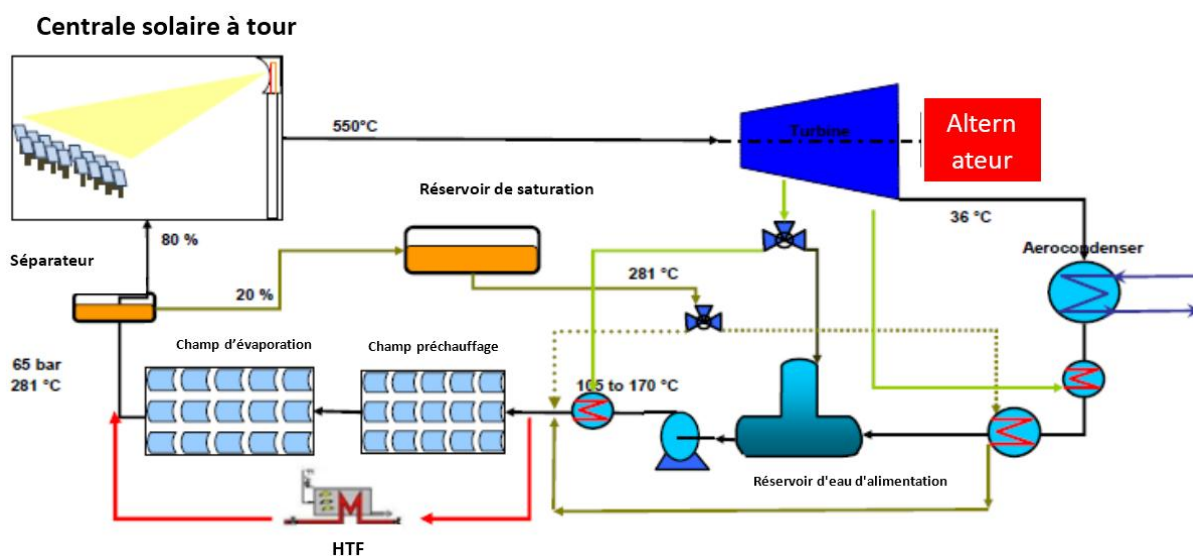 Centrale solaire à tour
550°C
Turbine
Altern
ateur
Réservoir de saturation
36 °C
80 %
Aerocondenser
Séparateur
281 °C
20 %
Champ d'évaporation
Champ préchauffage
65 bar
281 °C
105 to 170 °C
Réservoir d'eau d'alimentation
HTF